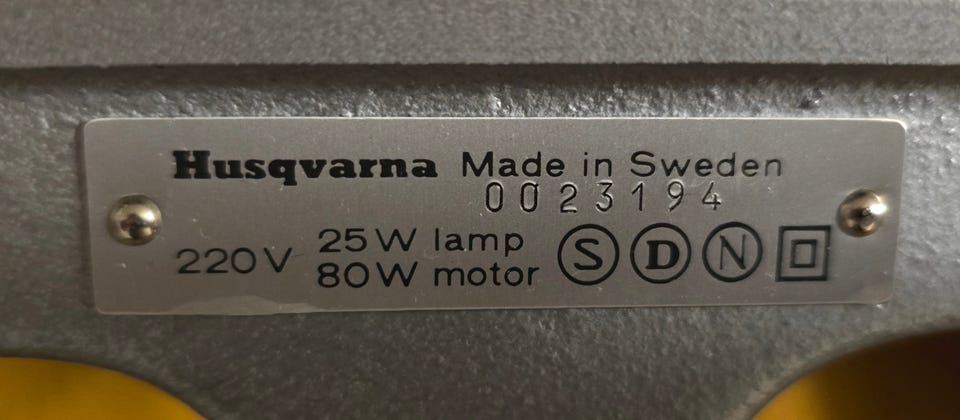 Husqvarna Made in Sweden
0023194
220V 25W lamp
80W motor
S D N